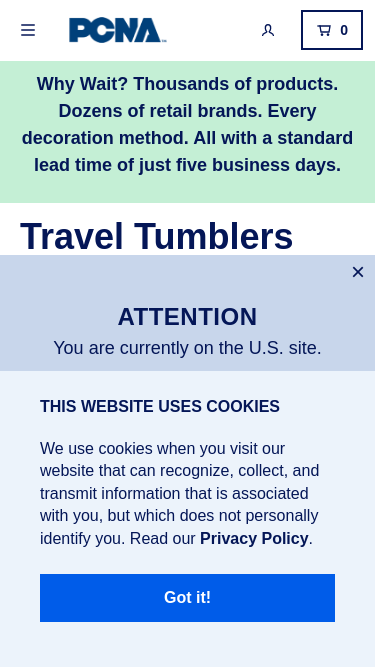 PCNA
0
Why Wait? Thousands of products.
Dozens of retail brands. Every
decoration method. All with a standard
lead time of just five business days.
Travel Tumblers
ATTENTION
You are currently on the U.S. site.
THIS WEBSITE USES COOKIES
We use cookies when you visit our
website that can recognize, collect, and
transmit information that is associated
with you, but which does not personally
identify you. Read our Privacy Policy.
Got it!